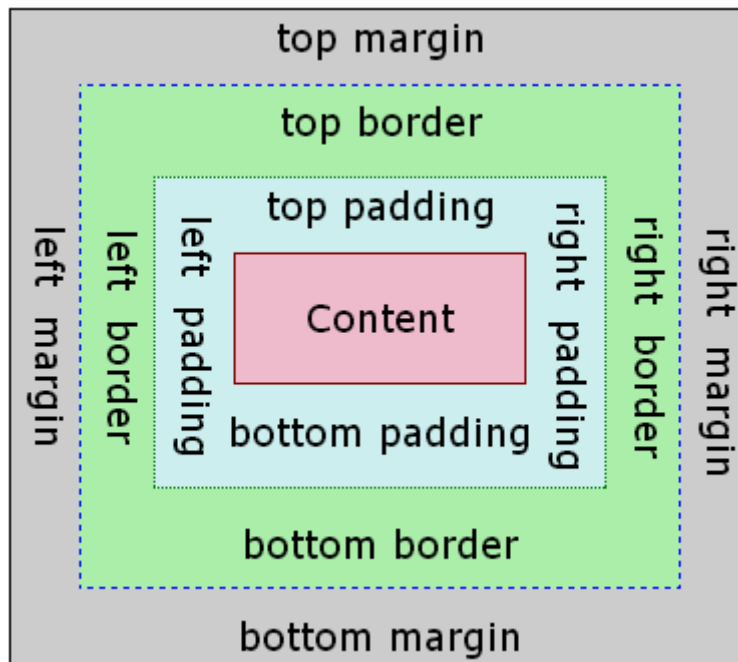 top margin
top border
top padding
left margin
left border
left padding
Content
right padding
right border
right margin
bottom padding
bottom border
bottom margin